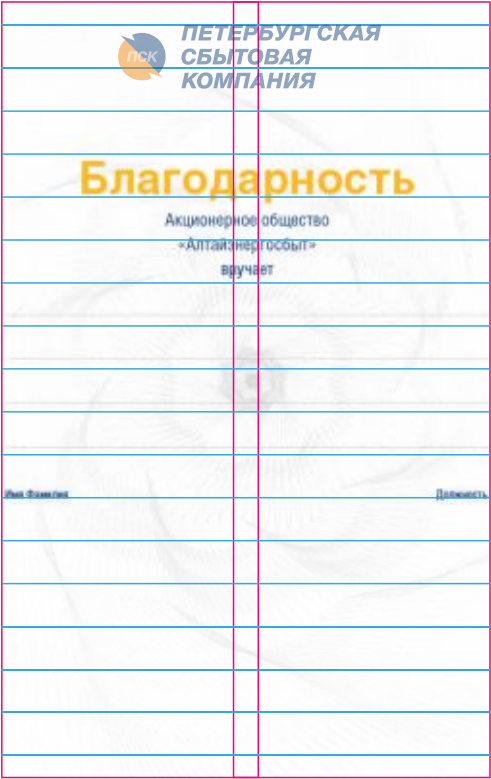 ПСК
ПЕТЕРБУРГСКАЯ
СБЫТОВАЯ
КОМПАНИЯ
Благодарность
Акционерное общество
«Алтайэнергосбыт»
вручает
Имя Фамилия
Должность